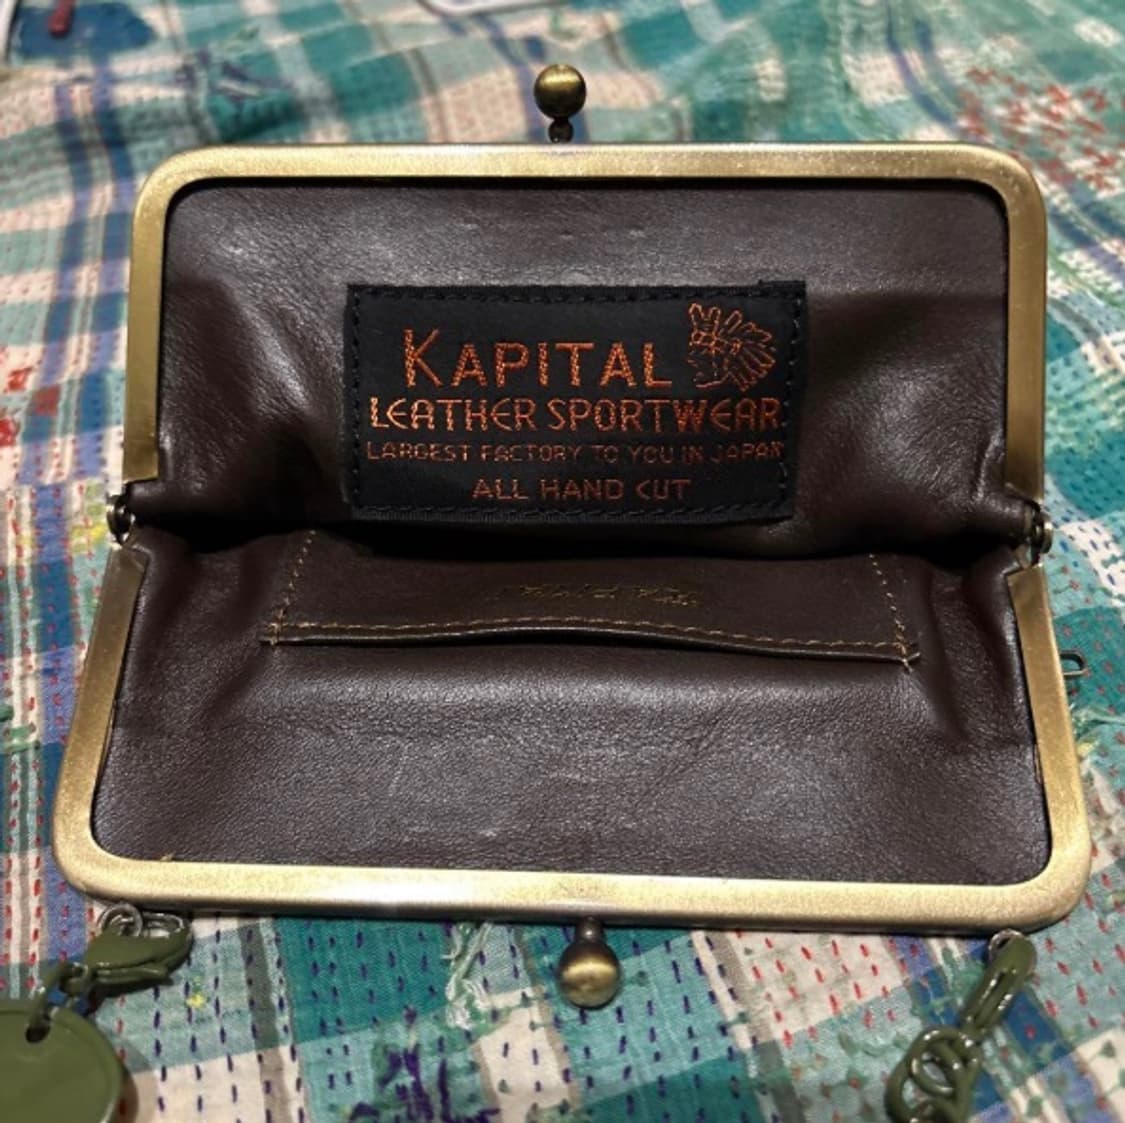 KAPITAL
LEATHER SPORTWEAR
LARGEST FACTORY TO YOU IN JAPAN
ALL HAND CUT